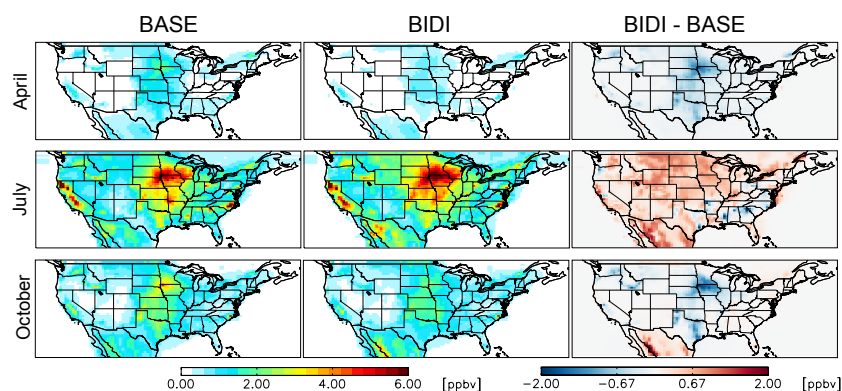 BASE BIDI BIDI - BASE
April
July
October
0.00 2.00 4.00 6.00 [ppbv] -2.00 -0.67 0.67 2.00 [ppbv]